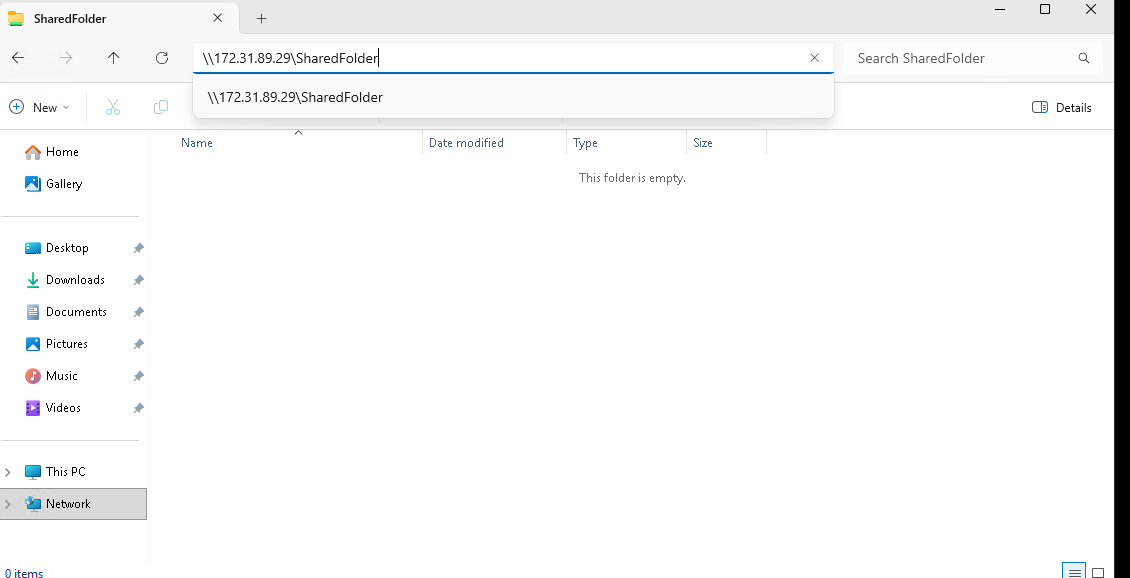 SharedFolder
\\172.31.89.29\SharedFolder
Search SharedFolder
\\172.31.89.29\SharedFolder
New
Details
Name
Date modified
Type
Size
This folder is empty.
Home
Gallery
Desktop
Downloads
Documents
Pictures
Music
Videos
This PC
Network
0 items